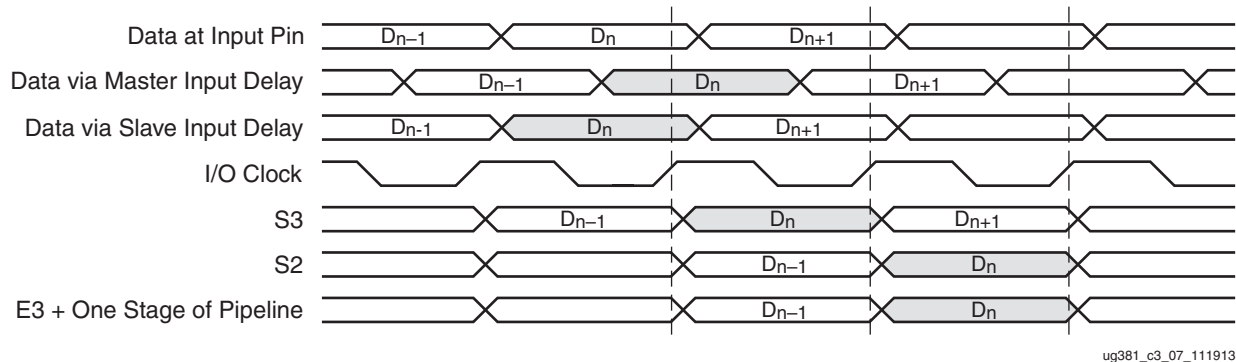 Data at Input Pin Dn–1 Dn Dn+1
Data via Master Input Delay Dn–1 Dn Dn+1
Data via Slave Input Delay Dn-1 Dn Dn+1
I/O Clock
S3 Dn–1 Dn Dn+1
S2 Dn–1 Dn
E3 + One Stage of Pipeline Dn–1 Dn
ug381_c3_07_111913